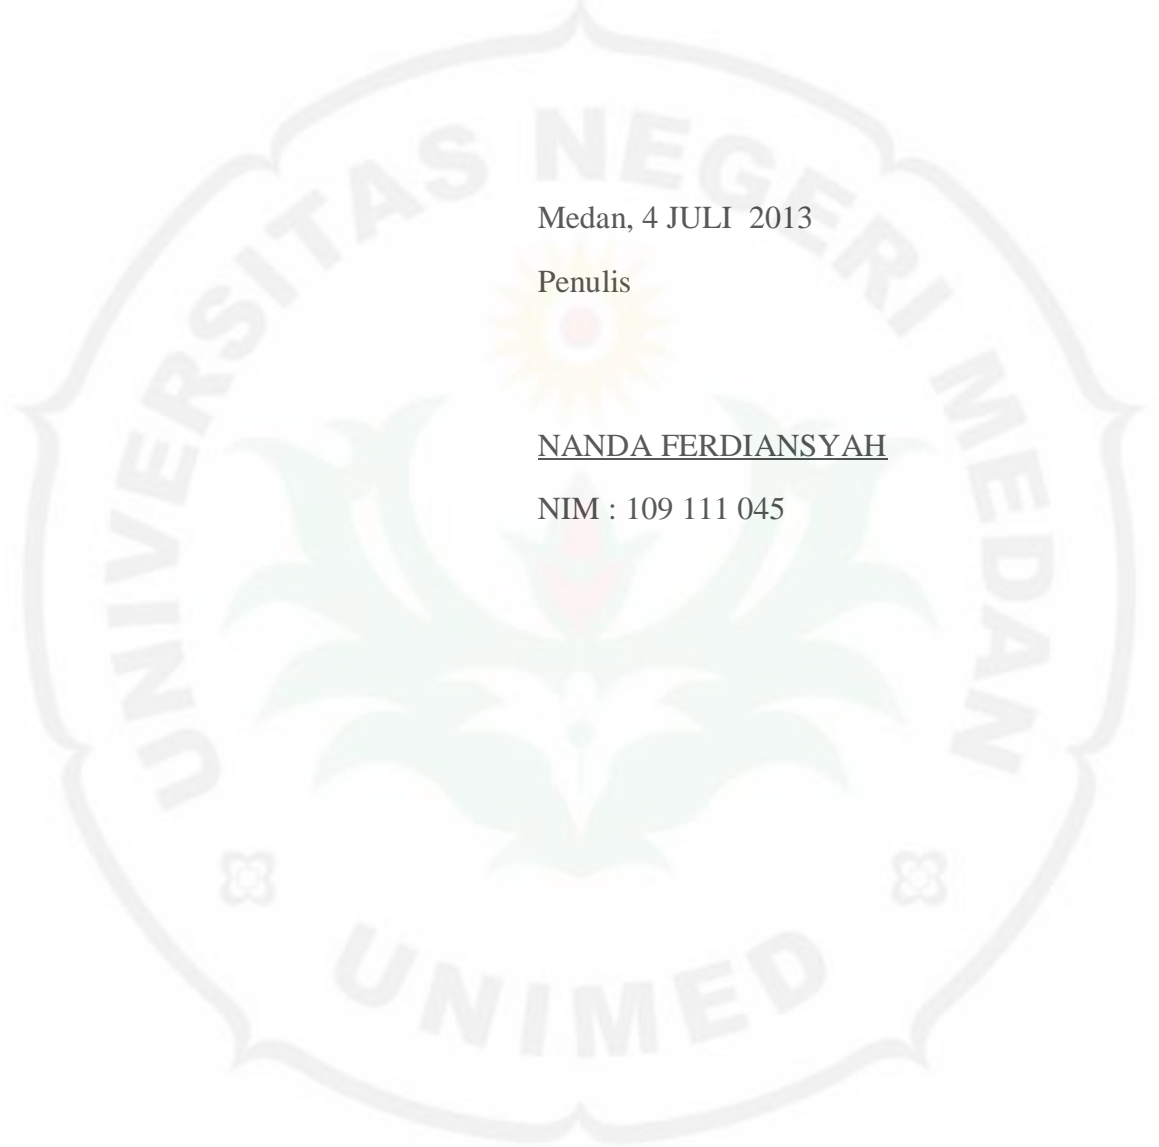 UNIVERSITAS NEGERI MEDAN
Medan, 4 JULI  2013
Penulis
NANDA FERDIANSYAH
NIM : 109 111 045
UNIMED